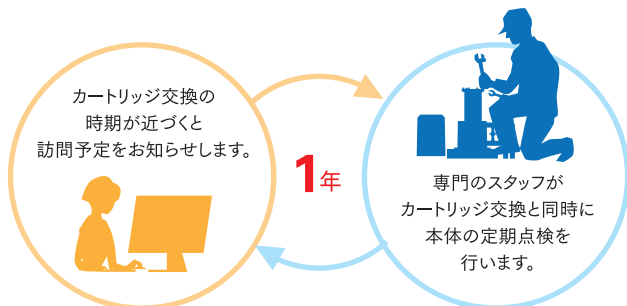 カートリッジ交換の
時期が近づくと
訪問予定をお知らせします。
1年
専門のスタッフが
カートリッジ交換と同時に
本体の定期点検を
行います。